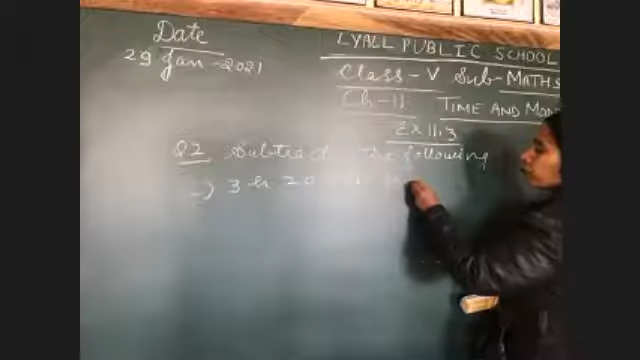 Date
29 Jan - 2021
LYALL PUBLIC SCHOOL
Class - V Sub - MATHS
Ch - 11 TIME AND MON
Ex 11.3
Q2 Subtract the following
3 hr 20